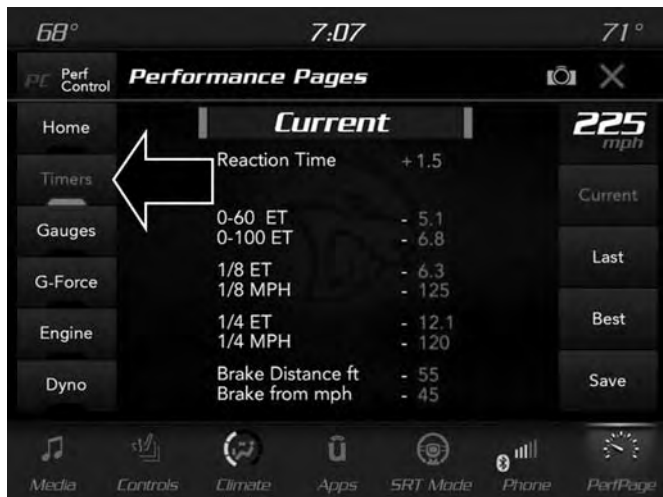 68° 7:07 71°
PC Perf Control Performance Pages
Home
Timers
Gauges
G-Force
Engine
Dyno
Current
Reaction Time + 1.5
0-60 ET - 5.1
0-100 ET - 6.8
1/8 ET - 6.3
1/8 MPH - 125
1/4 ET - 12.1
1/4 MPH - 120
Brake Distance ft - 55
Brake from mph - 45
225
mph
Current
Last
Best
Save
Media Controls Climate Apps SRT Mode Phone PerfPage